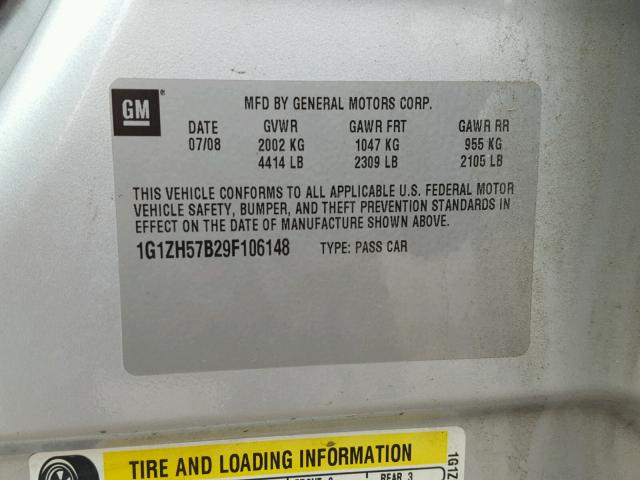 GM
MFD BY GENERAL MOTORS CORP.
DATE GVWR GAWR FRT GAWR RR
07/08 2002 KG 1047 KG 955 KG
4414 LB 2309 LB 2105 LB
THIS VEHICLE CONFORMS TO ALL APPLICABLE U.S. FEDERAL MOTOR
VEHICLE SAFETY, BUMPER, AND THEFT PREVENTION STANDARDS IN
EFFECT ON THE DATE OF MANUFACTURE SHOWN ABOVE.
1G1ZH57B29F106148 TYPE: PASS CAR
TIRE AND LOADING INFORMATION
REAR 3
1G1Z